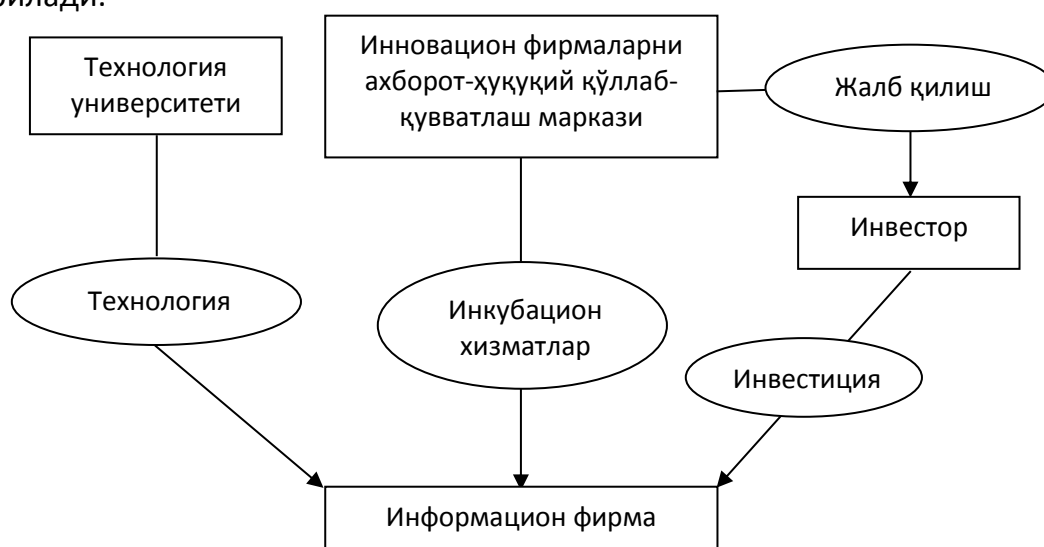 Технология
университети
Инновацион фирмаларни
ахборот-ҳуқуқий қўллаб-
қувватлаш маркази
Жалб қилиш
Инвестор
Технология
Инкубацион
хизматлар
Инвестиция
Информацион фирма